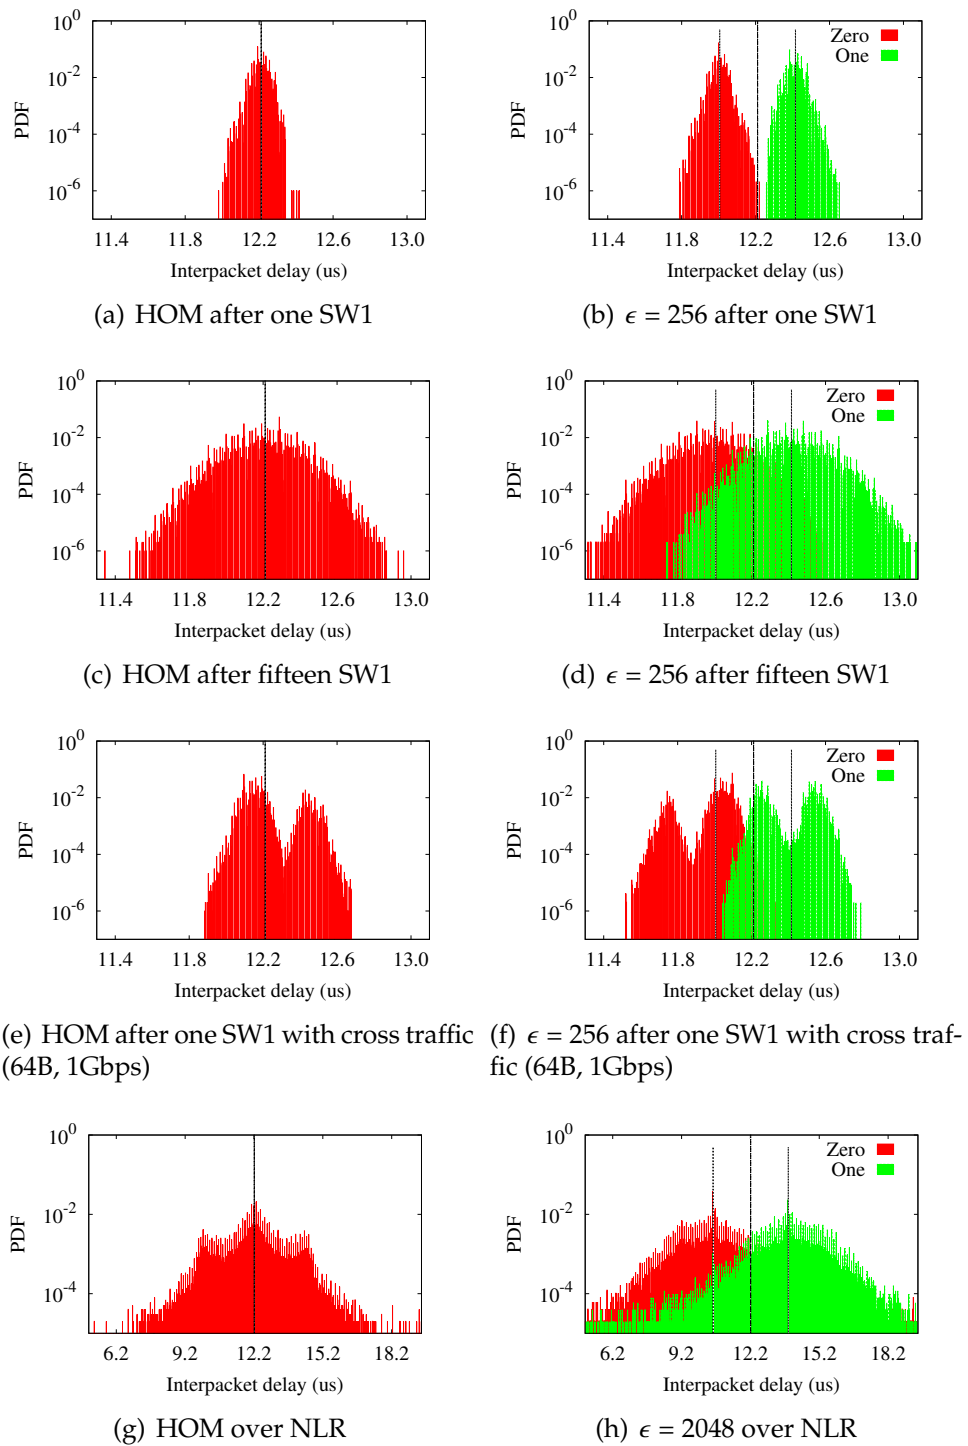 10^0
10^-2
10^-4
10^-6
PDF
11.4 11.8 12.2 12.6 13.0
Interpacket delay (us)
(a) HOM after one SW1
10^0
10^-2
10^-4
10^-6
PDF
Zero
One
11.4 11.8 12.2 12.6 13.0
Interpacket delay (us)
(b) ϵ = 256 after one SW1
10^0
10^-2
10^-4
10^-6
PDF
11.4 11.8 12.2 12.6 13.0
Interpacket delay (us)
(c) HOM after fifteen SW1
10^0
10^-2
10^-4
10^-6
PDF
Zero
One
11.4 11.8 12.2 12.6 13.0
Interpacket delay (us)
(d) ϵ = 256 after fifteen SW1
10^0
10^-2
10^-4
10^-6
PDF
11.4 11.8 12.2 12.6 13.0
Interpacket delay (us)
(e) HOM after one SW1 with cross traffic
(64B, 1Gbps)
10^0
10^-2
10^-4
10^-6
PDF
Zero
One
11.4 11.8 12.2 12.6 13.0
Interpacket delay (us)
(f) ϵ = 256 after one SW1 with cross traf-
fic (64B, 1Gbps)
10^0
10^-2
10^-4
PDF
6.2 9.2 12.2 15.2 18.2
Interpacket delay (us)
(g) HOM over NLR
10^0
10^-2
10^-4
PDF
Zero
One
6.2 9.2 12.2 15.2 18.2
Interpacket delay (us)
(h) ϵ = 2048 over NLR